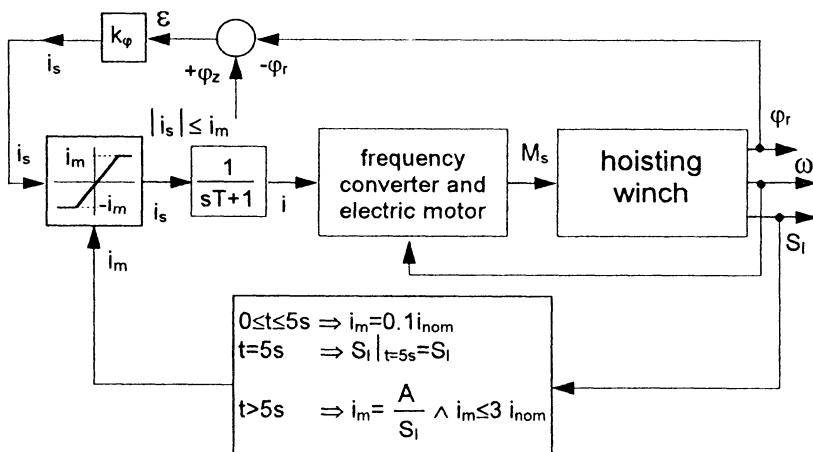 ε
k_φ
i_s
+φ_z
-φ_r
|i_s| ≤ i_m
φ_r
i_s
i_m
-i_m
i_s
1
sT+1
i
frequency
converter and
electric motor
M_s
hoisting
winch
ω
S_l
i_m
0≤t≤5s ⇒ i_m=0.1i_nom
t=5s ⇒ S_l|_{t=5s}=S_l
t>5s ⇒ i_m= A/S_l ∧ i_m≤3 i_nom